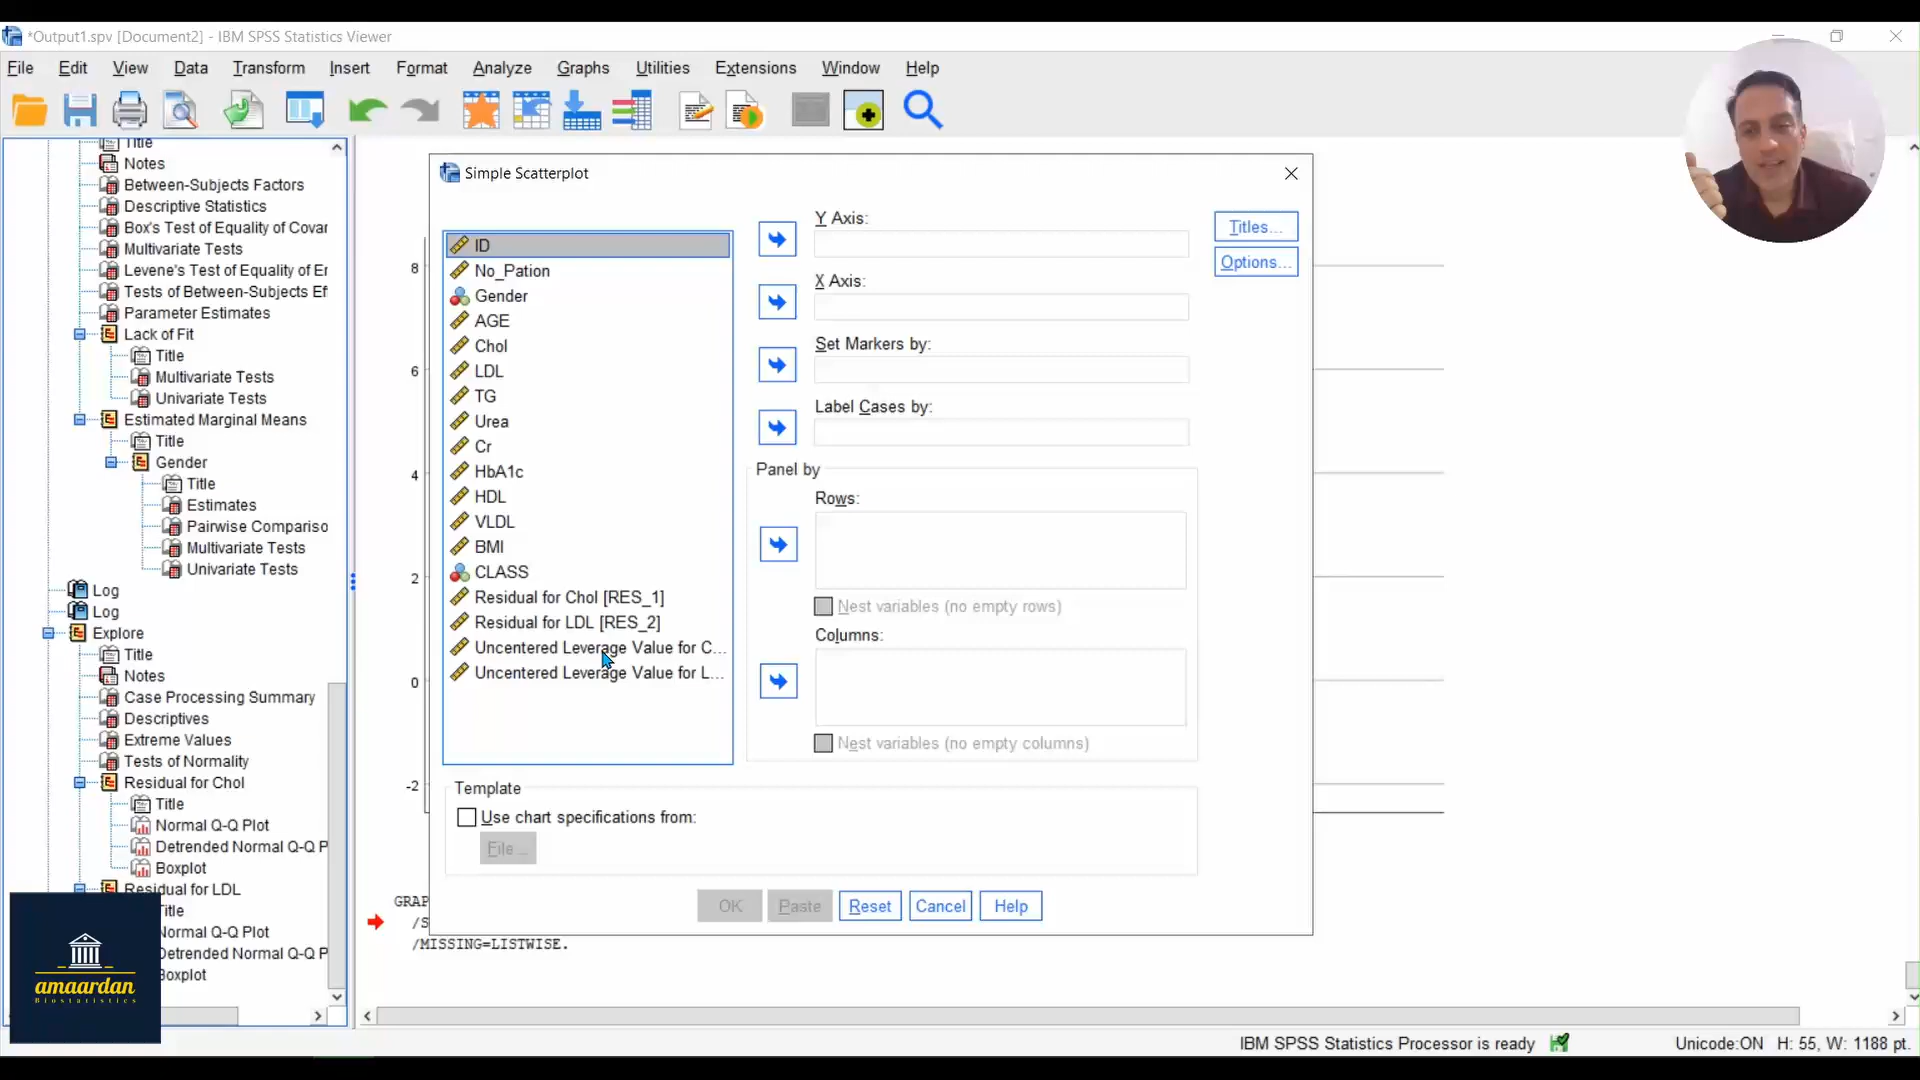 *Output1.spv [Document2] - IBM SPSS Statistics Viewer
File Edit View Data Transform Insert Format Analyze Graphs Utilities Extensions Window Help
Title
Notes
Between-Subjects Factors
Descriptive Statistics
Box's Test of Equality of Covar
Multivariate Tests
Levene's Test of Equality of Er
Tests of Between-Subjects Ef
Parameter Estimates
Lack of Fit
Title
Multivariate Tests
Univariate Tests
Estimated Marginal Means
Title
Gender
Title
Estimates
Pairwise Compariso
Multivariate Tests
Univariate Tests
Log
Log
Explore
Title
Notes
Case Processing Summary
Descriptives
Extreme Values
Tests of Normality
Residual for Chol
Title
Normal Q-Q Plot
Detrended Normal Q-Q P
Boxplot
Residual for LDL
Title
Normal Q-Q Plot
Detrended Normal Q-Q P
Boxplot
amaardan
Biostatistics
8
6
4
2
0
-2
Simple Scatterplot
ID
No_Pation
Gender
AGE
Chol
LDL
TG
Urea
Cr
HbA1c
HDL
VLDL
BMI
CLASS
Residual for Chol [RES_1]
Residual for LDL [RES_2]
Uncentered Leverage Value for C...
Uncentered Leverage Value for L...
Y Axis:
X Axis:
Set Markers by:
Label Cases by:
Panel by
Rows:
Nest variables (no empty rows)
Columns:
Nest variables (no empty columns)
Titles...
Options...
Template
Use chart specifications from:
File...
OK Paste Reset Cancel Help
GRAP
/S
/MISSING=LISTWISE.
IBM SPSS Statistics Processor is ready Unicode:ON H: 55, W: 1188 pt.